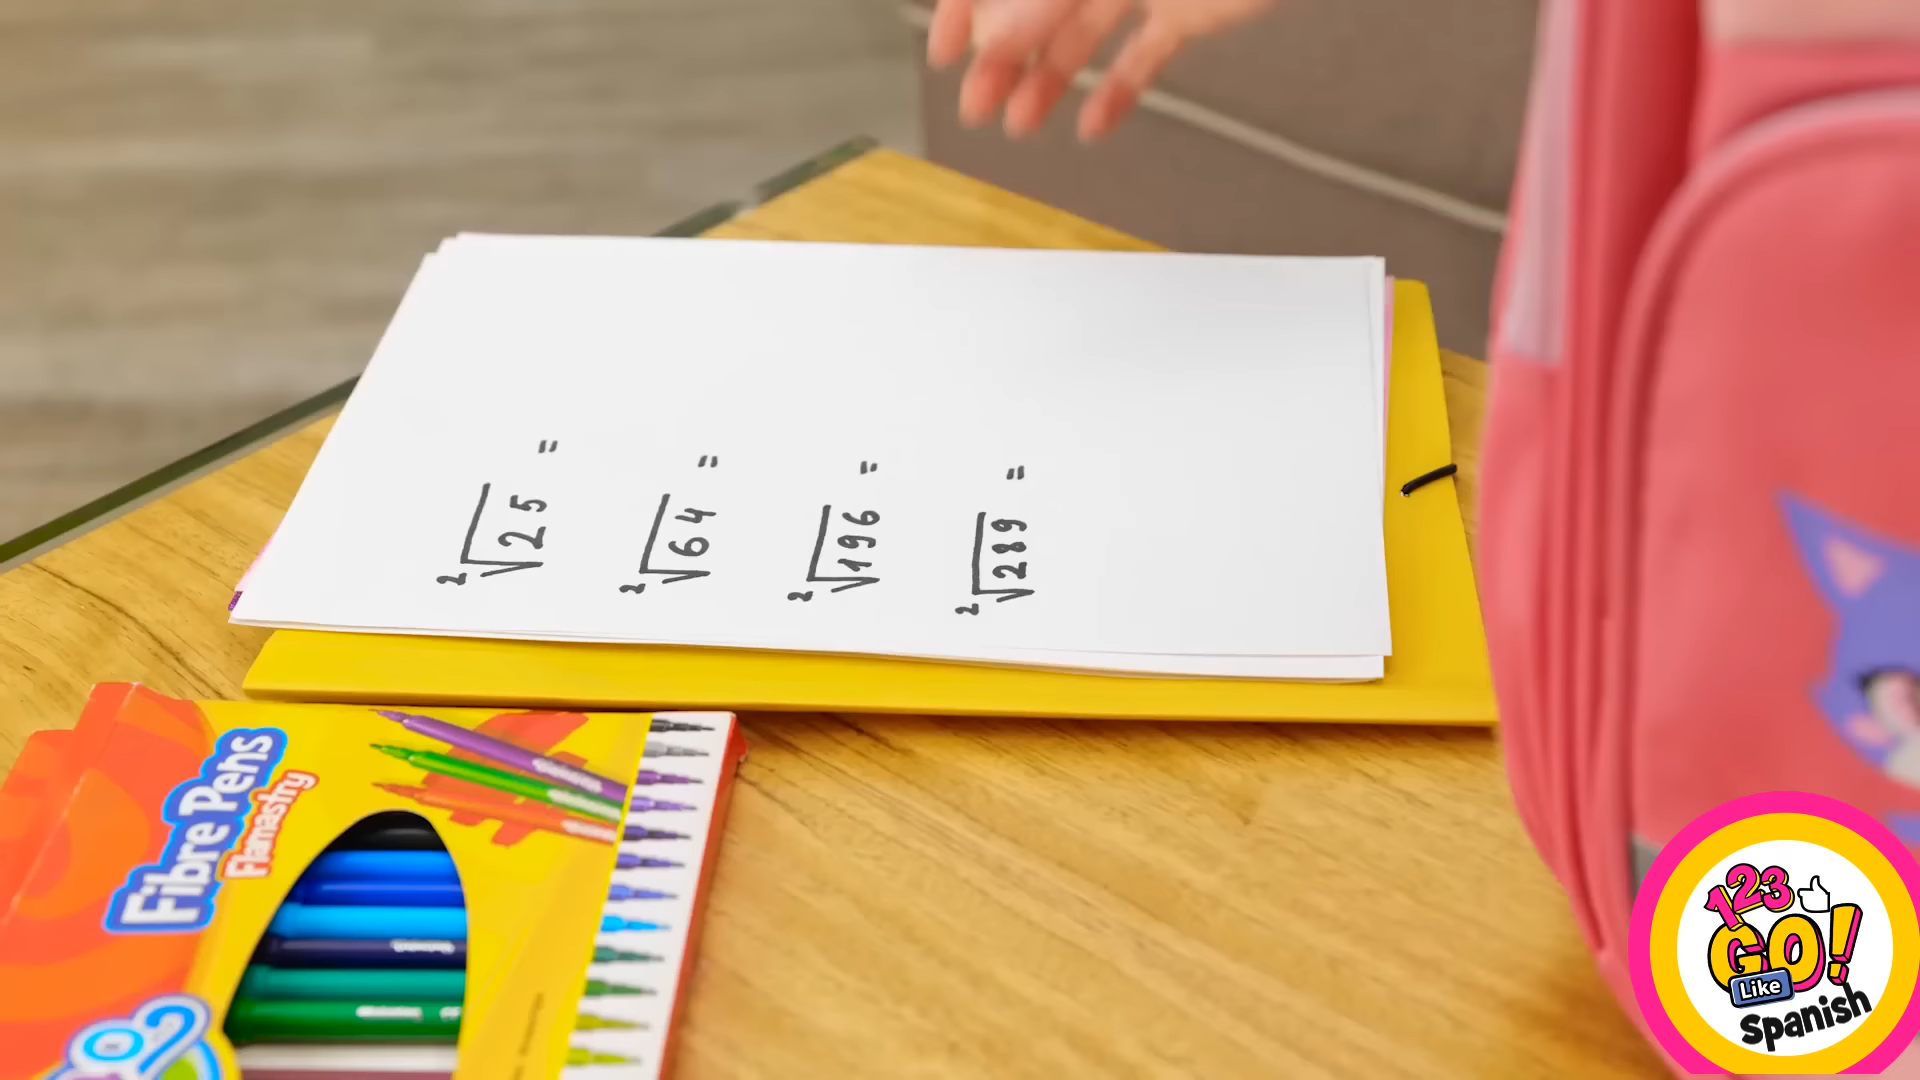 ²√25 =
²√64 =
²√196 =
²√289 =
Fibre Pens
Flamastry
123
GO!
Like
Spanish